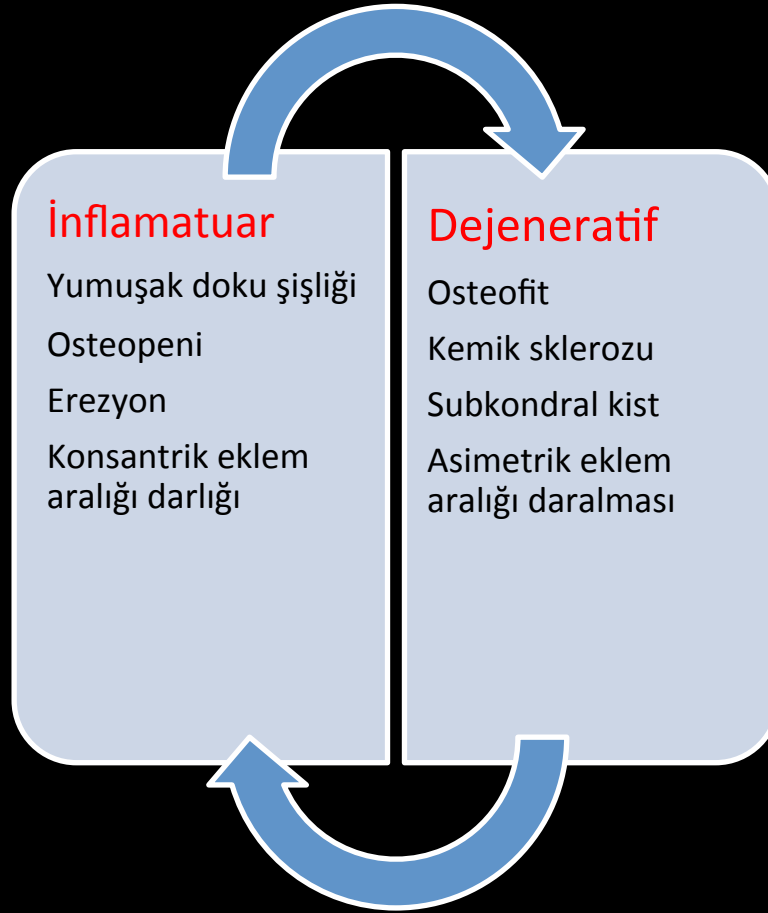 İnflamatuar
Yumuşak doku şişliği
Osteopeni
Erezyon
Konsantrik eklem
aralığı darlığı
Dejeneratif
Osteofit
Kemik sklerozu
Subkondral kist
Asimetrik eklem
aralığı daralması